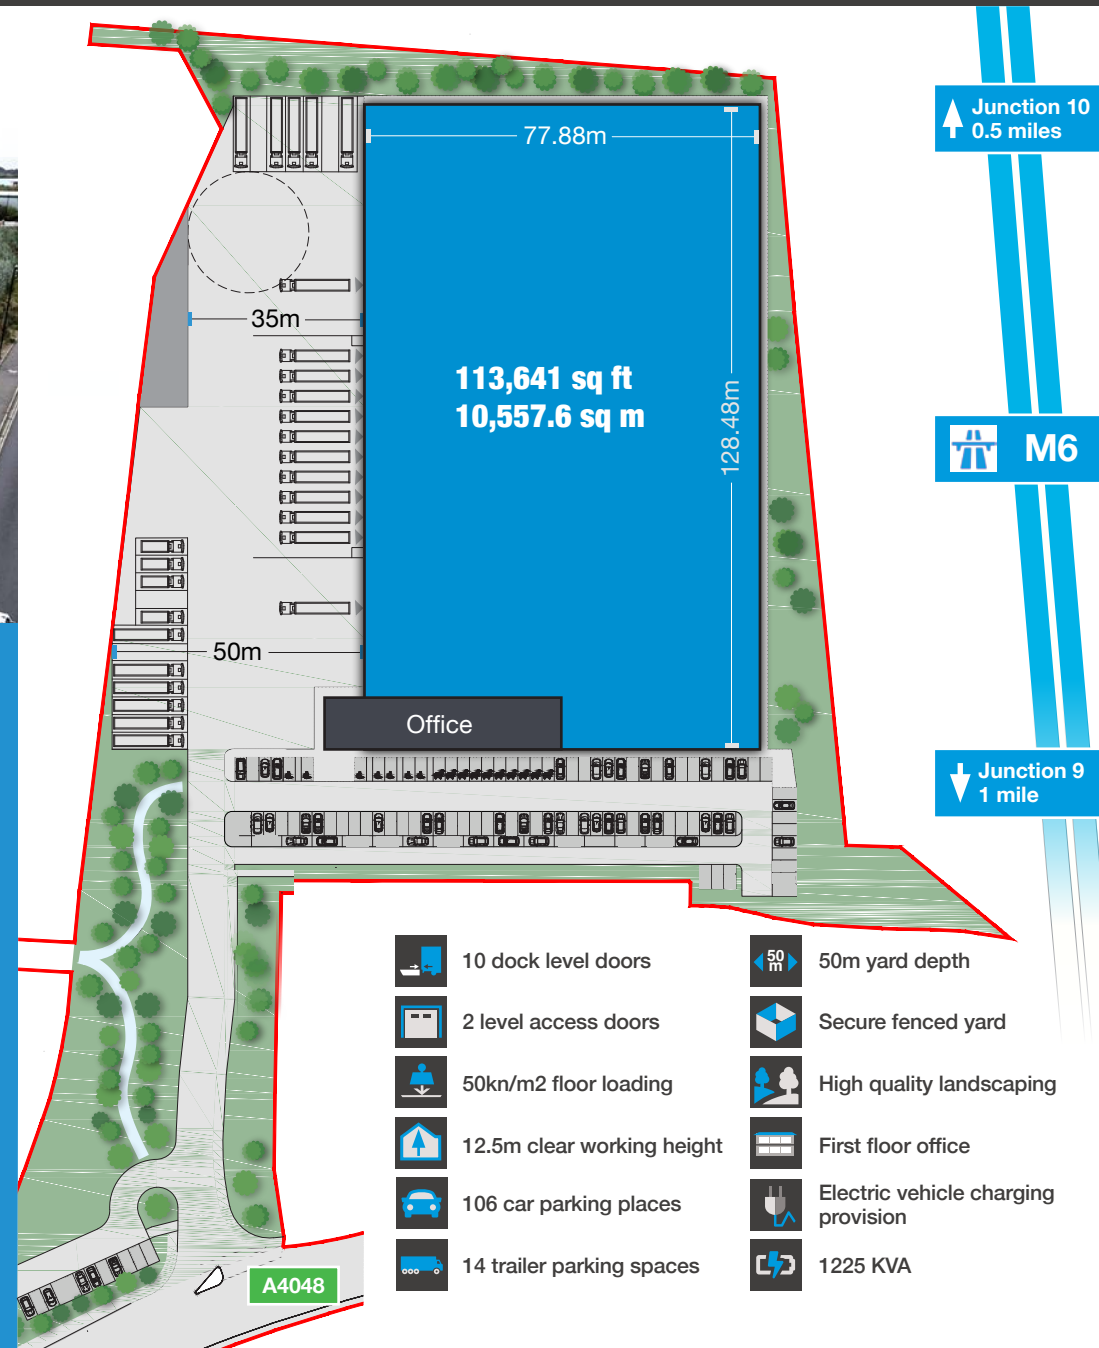 Junction 10
0.5 miles
77.88m
35m
113,641 sq ft
10,557.6 sq m
128.48m
M6
50m
Office
Junction 9
1 mile
10 dock level doors
2 level access doors
50kn/m2 floor loading
12.5m clear working height
106 car parking places
14 trailer parking spaces
50
m
50m yard depth
Secure fenced yard
High quality landscaping
First floor office
Electric vehicle charging
provision
1225 KVA
A4048